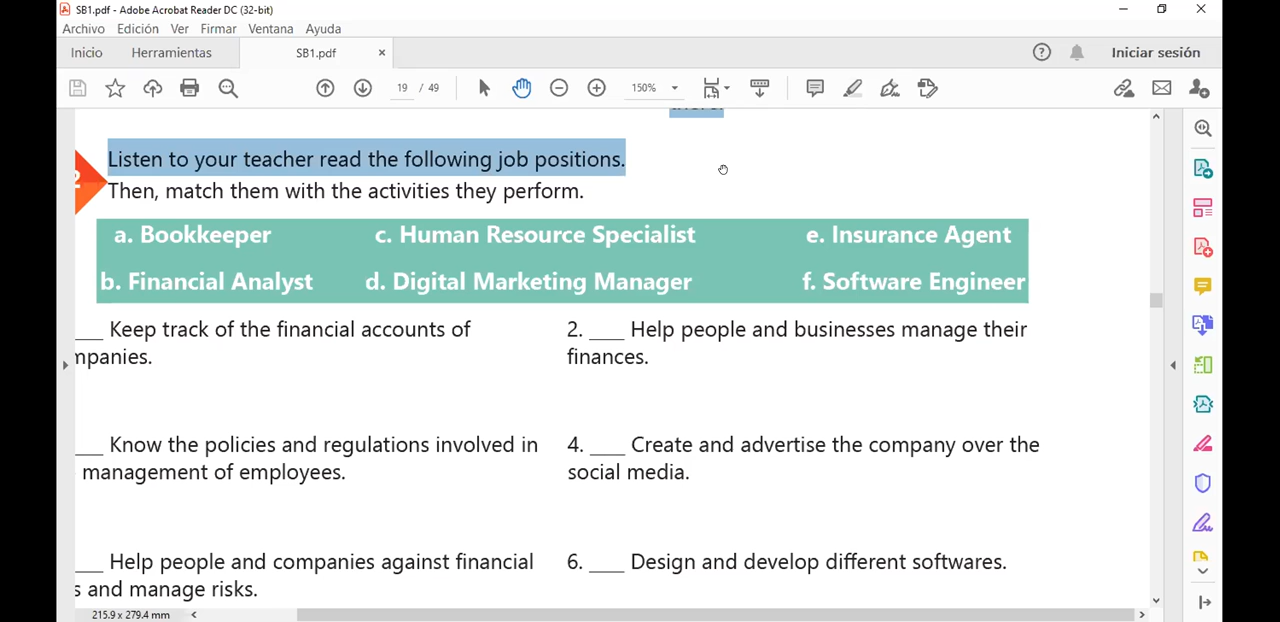 SB1.pdf - Adobe Acrobat Reader DC (32-bit)
Archivo Edición Ver Firmar Ventana Ayuda
Inicio Herramientas SB1.pdf × Iniciar sesión
19 / 49 150%
Listen to your teacher read the following job positions.
2
Then, match them with the activities they perform.
a. Bookkeeper c. Human Resource Specialist e. Insurance Agent
b. Financial Analyst d. Digital Marketing Manager f. Software Engineer
___ Keep track of the financial accounts of
mpanies.
2. ___ Help people and businesses manage their
finances.
___ Know the policies and regulations involved in
management of employees.
4. ___ Create and advertise the company over the
social media.
___ Help people and companies against financial
s and manage risks.
6. ___ Design and develop different softwares.
215.9 x 279.4 mm